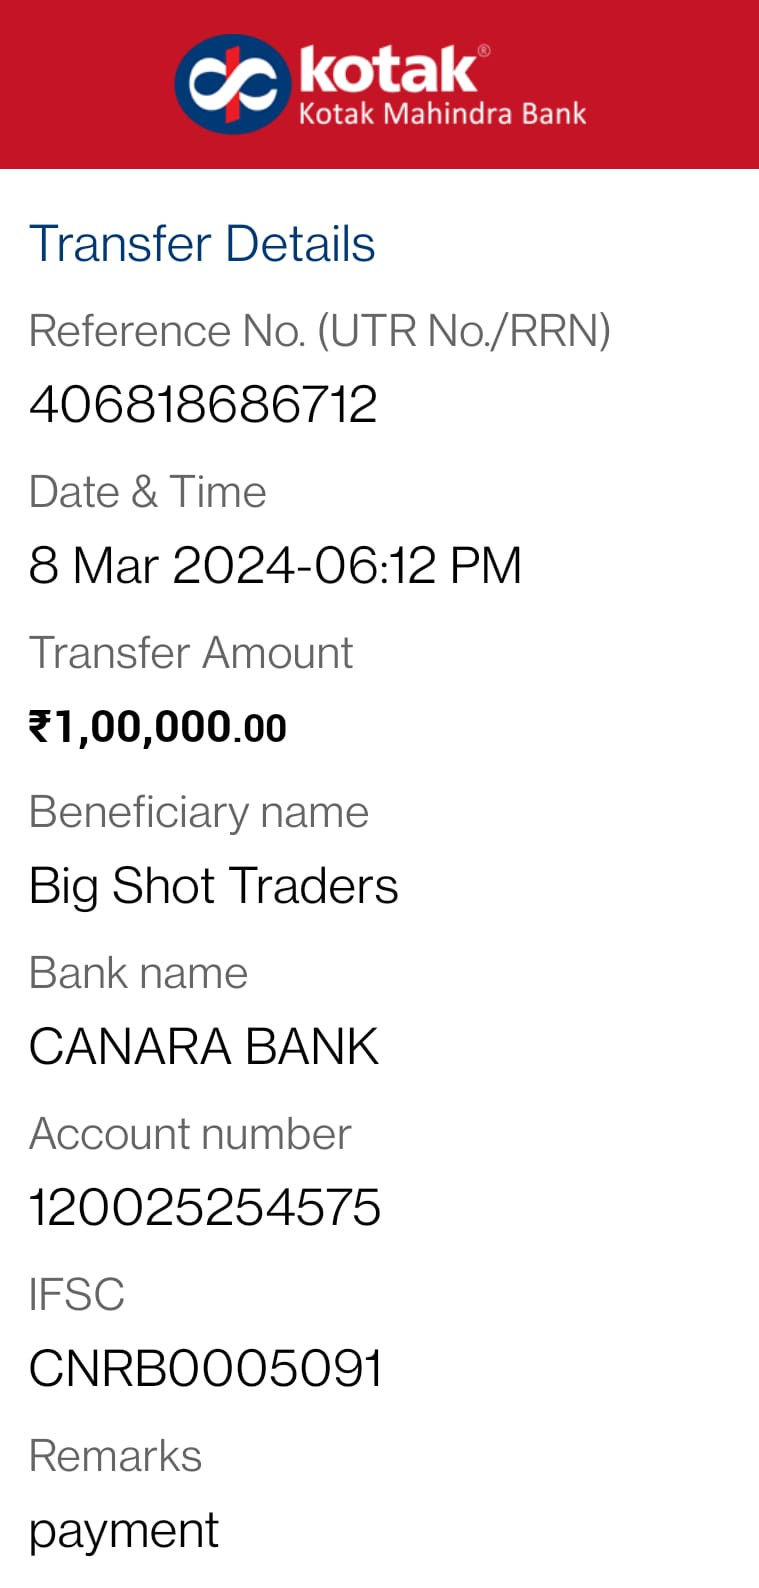 kotak®
Kotak Mahindra Bank
Transfer Details
Reference No. (UTR No./RRN)
406818686712
Date & Time
8 Mar 2024-06:12 PM
Transfer Amount
₹1,00,000.00
Beneficiary name
Big Shot Traders
Bank name
CANARA BANK
Account number
120025254575
IFSC
CNRB0005091
Remarks
payment